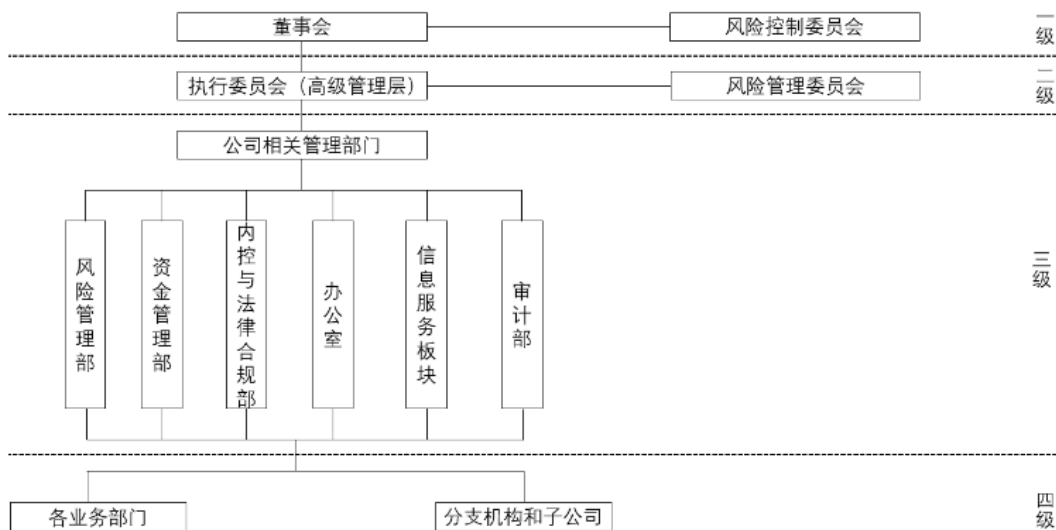 董事会
风险控制委员会
一级
执行委员会（高级管理层）
风险管理委员会
二级
公司相关管理部门
风险管理部
资金管理部
内控与法律合规部
办公室
信息服务板块
审计部
三级
各业务部门
分支机构和子公司
四级